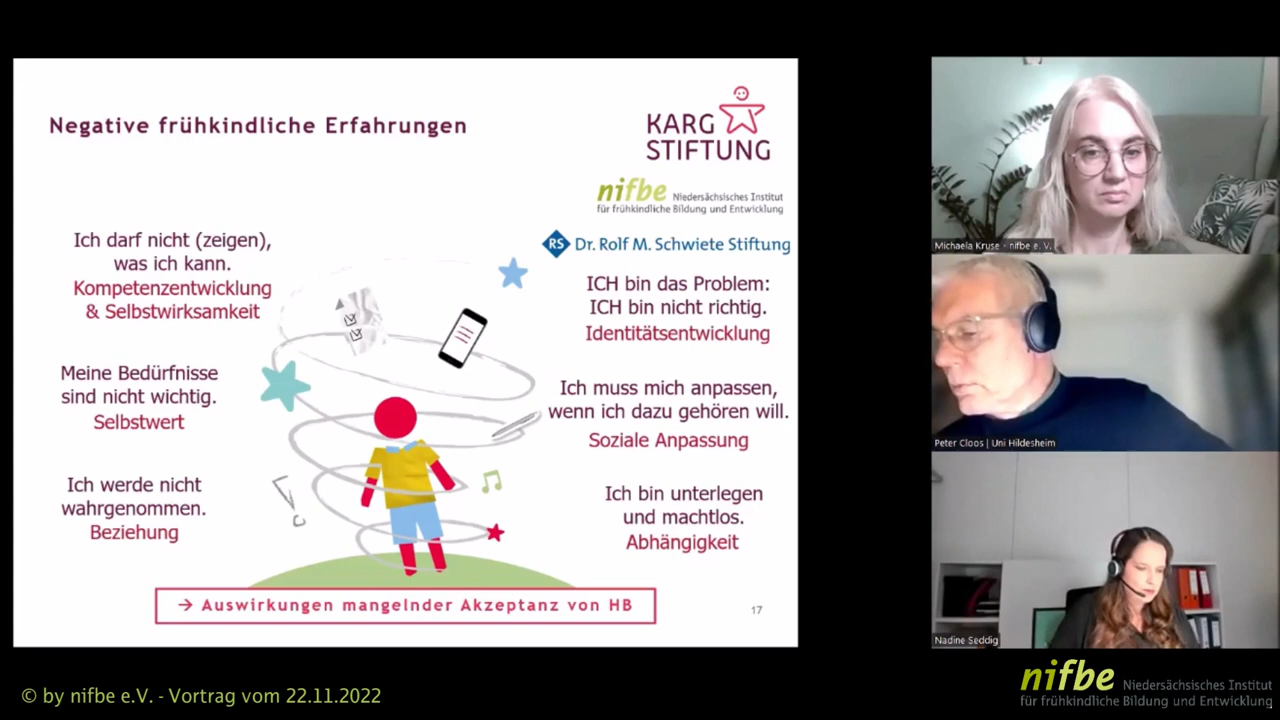 Negative frühkindliche Erfahrungen
KARG
STIFTUNG
nifbe Niedersächsisches Institut
für frühkindliche Bildung und Entwicklung
RS Dr. Rolf M. Schwiete Stiftung
Ich darf nicht (zeigen),
was ich kann.
Kompetenzentwicklung
& Selbstwirksamkeit
Meine Bedürfnisse
sind nicht wichtig.
Selbstwert
Ich werde nicht
wahrgenommen.
Beziehung
ICH bin das Problem:
ICH bin nicht richtig.
Identitätsentwicklung
Ich muss mich anpassen,
wenn ich dazu gehören will.
Soziale Anpassung
Ich bin unterlegen
und machtlos.
Abhängigkeit
→ Auswirkungen mangelnder Akzeptanz von HB
17
Michaela Kruse - nifbe e. V.
Peter Cloos | Uni Hildesheim
Nadine Seddig
© by nifbe e.V. - Vortrag vom 22.11.2022
nifbe Niedersächsisches Institut
für frühkindliche Bildung und Entwicklung